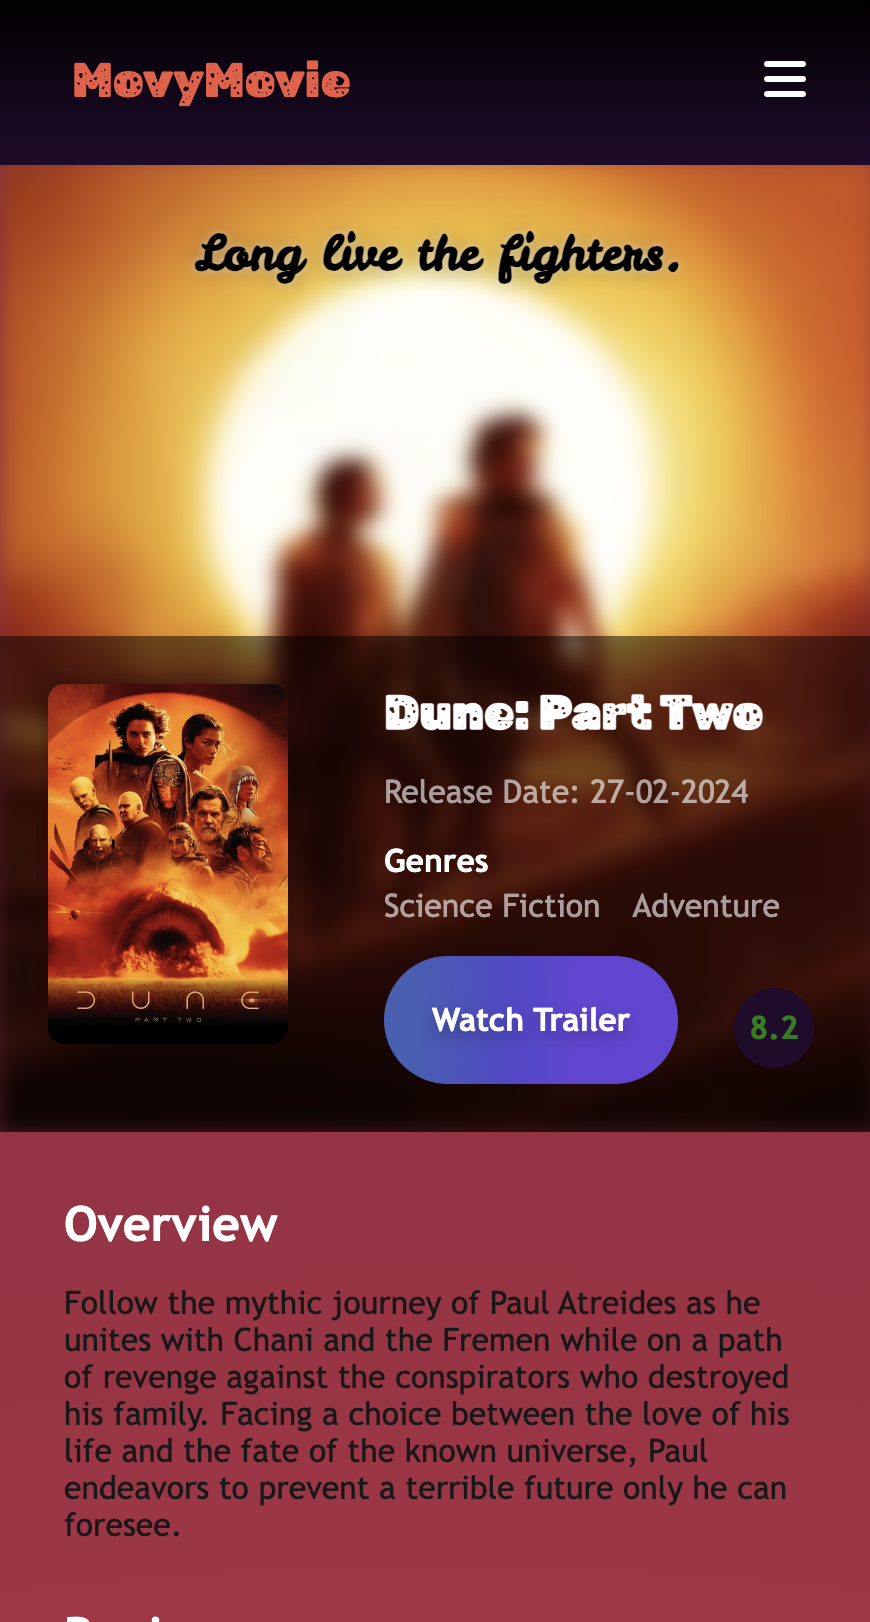 MovyMovie
Long live the fighters.
DUNE
PART TWO
Dune: Part Two
Release Date: 27-02-2024
Genres
Science Fiction Adventure
Watch Trailer
8.2
Overview
Follow the mythic journey of Paul Atreides as he
unites with Chani and the Fremen while on a path
of revenge against the conspirators who destroyed
his family. Facing a choice between the love of his
life and the fate of the known universe, Paul
endeavors to prevent a terrible future only he can
foresee.